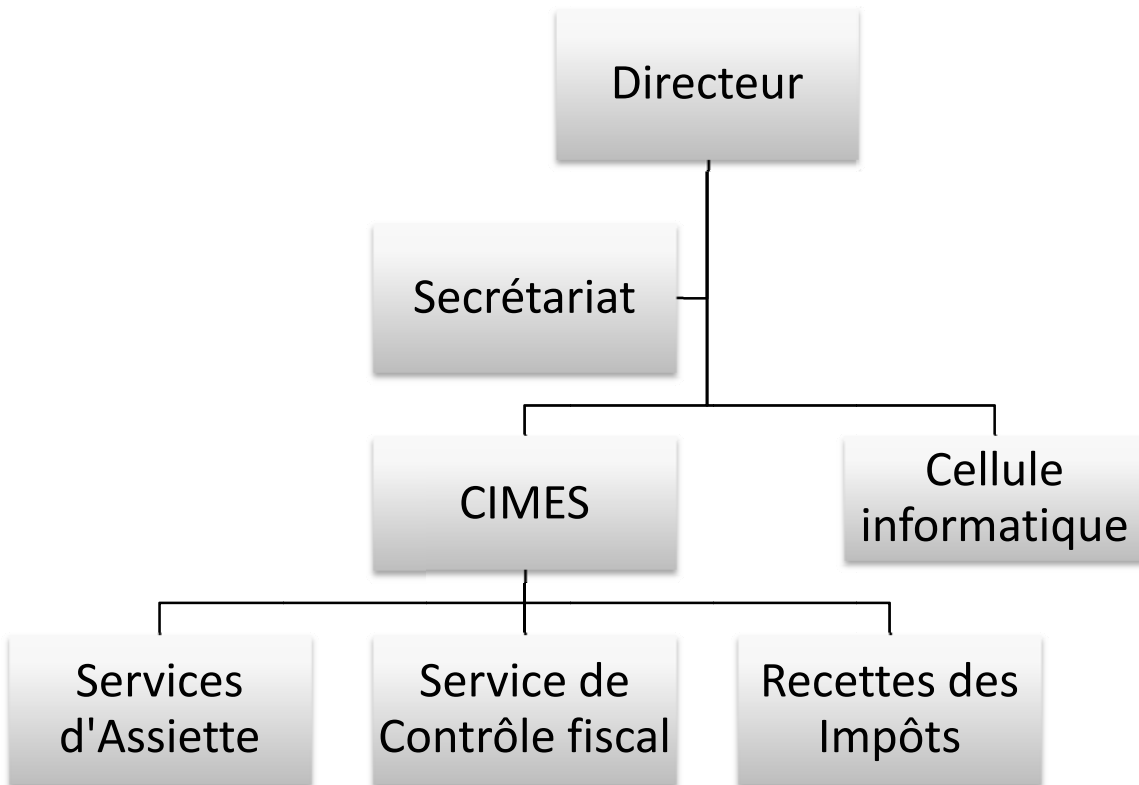 Directeur
Secrétariat
CIMES
Cellule
informatique
Services
d'Assiette
Service de
Contrôle fiscal
Recettes des
Impôts